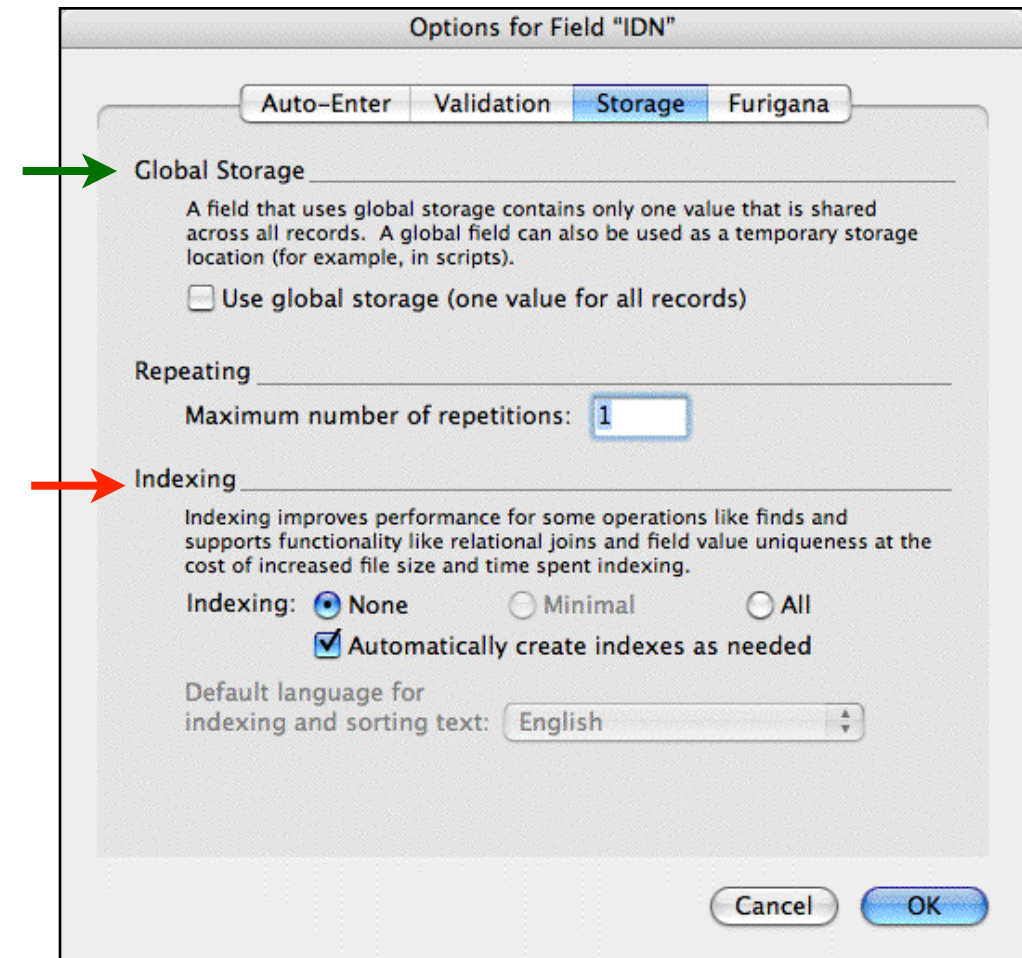 Options for Field “IDN”
Auto-Enter Validation Storage Furigana
Global Storage
A field that uses global storage contains only one value that is shared
across all records. A global field can also be used as a temporary storage
location (for example, in scripts).
Use global storage (one value for all records)
Repeating
Maximum number of repetitions: 1
Indexing
Indexing improves performance for some operations like finds and
supports functionality like relational joins and field value uniqueness at the
cost of increased file size and time spent indexing.
Indexing: None Minimal All
Automatically create indexes as needed
Default language for
indexing and sorting text: English
Cancel OK